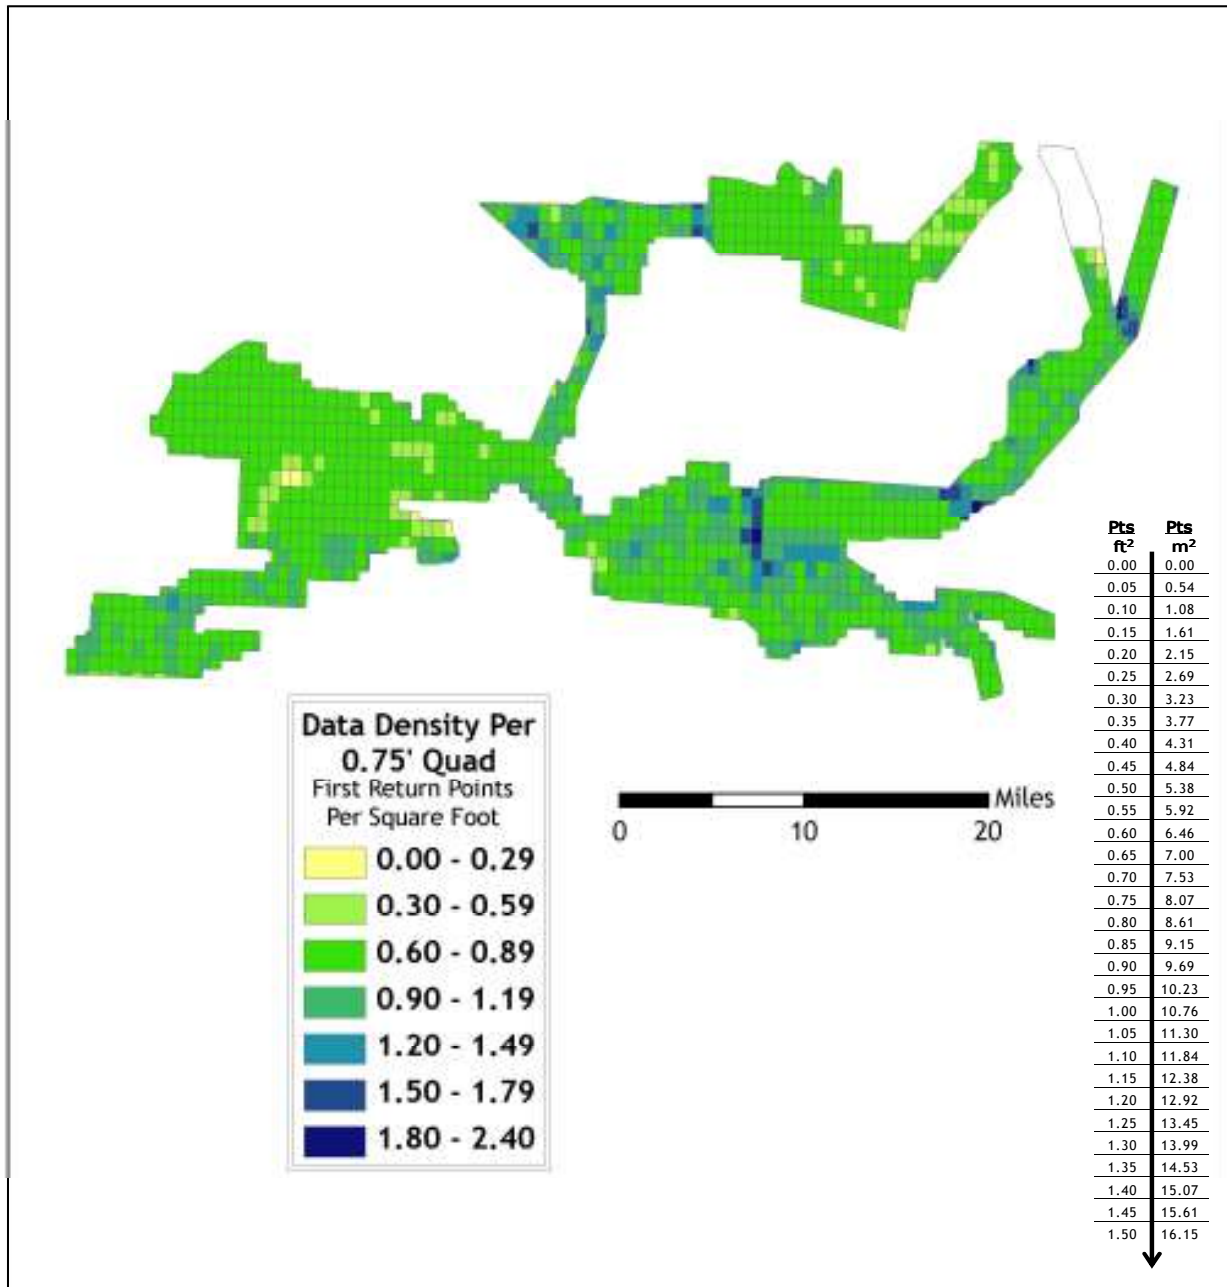 Data Density Per
0.75' Quad
First Return Points
Per Square Foot
0.00 - 0.29
0.30 - 0.59
0.60 - 0.89
0.90 - 1.19
1.20 - 1.49
1.50 - 1.79
1.80 - 2.40
Miles
0 10 20
Pts Pts
ft² m²
0.00 0.00
0.05 0.54
0.10 1.08
0.15 1.61
0.20 2.15
0.25 2.69
0.30 3.23
0.35 3.77
0.40 4.31
0.45 4.84
0.50 5.38
0.55 5.92
0.60 6.46
0.65 7.00
0.70 7.53
0.75 8.07
0.80 8.61
0.85 9.15
0.90 9.69
0.95 10.23
1.00 10.76
1.05 11.30
1.10 11.84
1.15 12.38
1.20 12.92
1.25 13.45
1.30 13.99
1.35 14.53
1.40 15.07
1.45 15.61
1.50 16.15